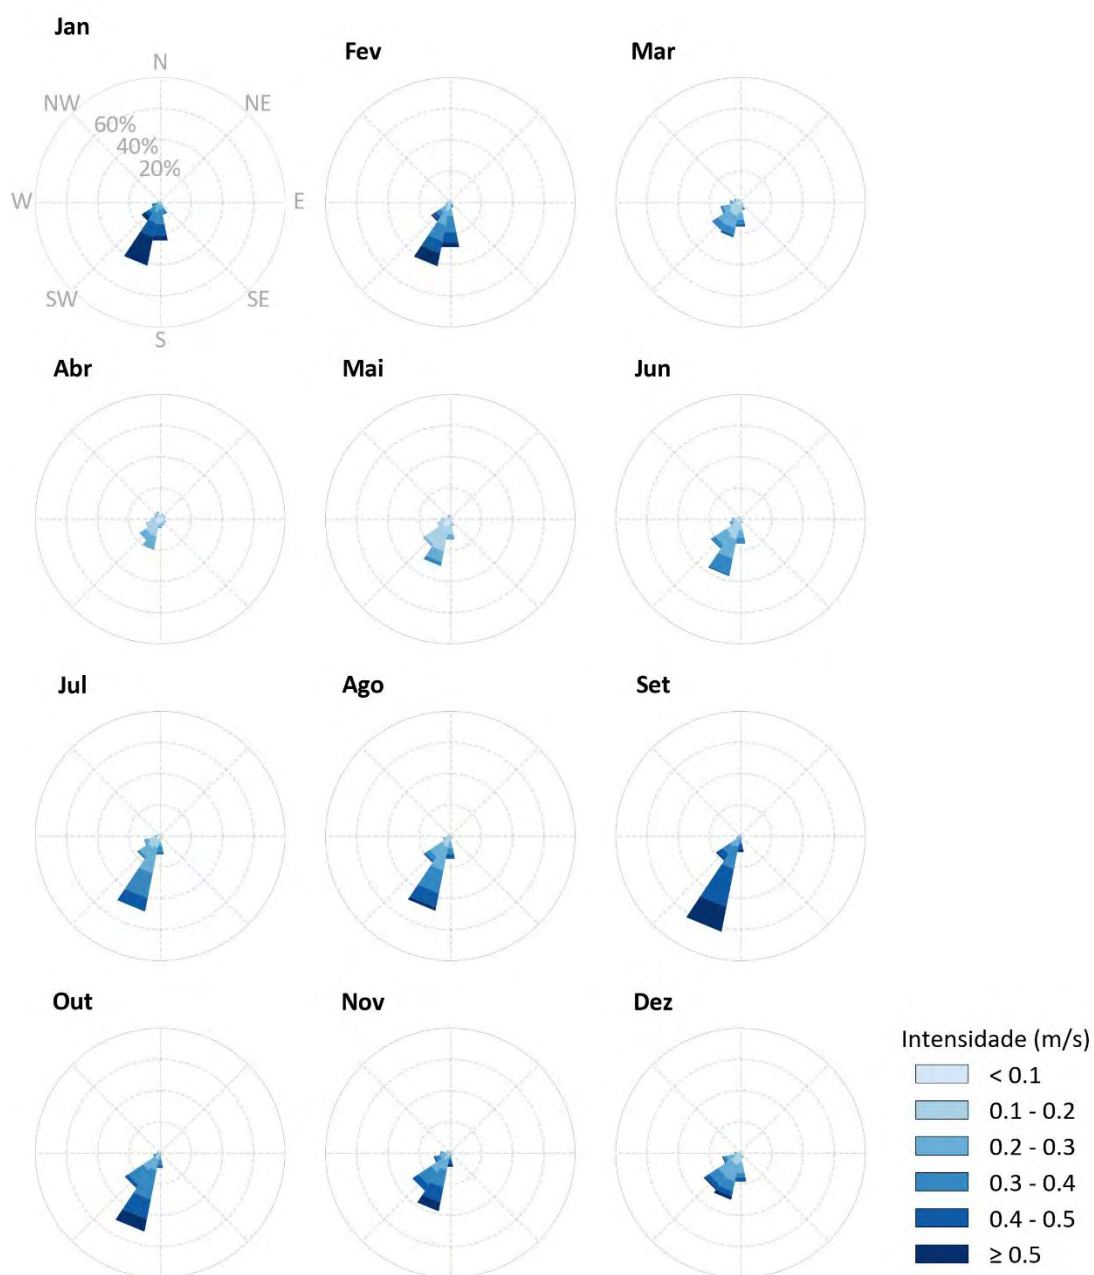 Jan
Fev
Mar
N
NW
NE
60%
40%
20%
W
E
SW
SE
S
Abr
Mai
Jun
Jul
Ago
Set
Out
Nov
Dez
Intensidade (m/s)
< 0.1
0.1 - 0.2
0.2 - 0.3
0.3 - 0.4
0.4 - 0.5
≥ 0.5